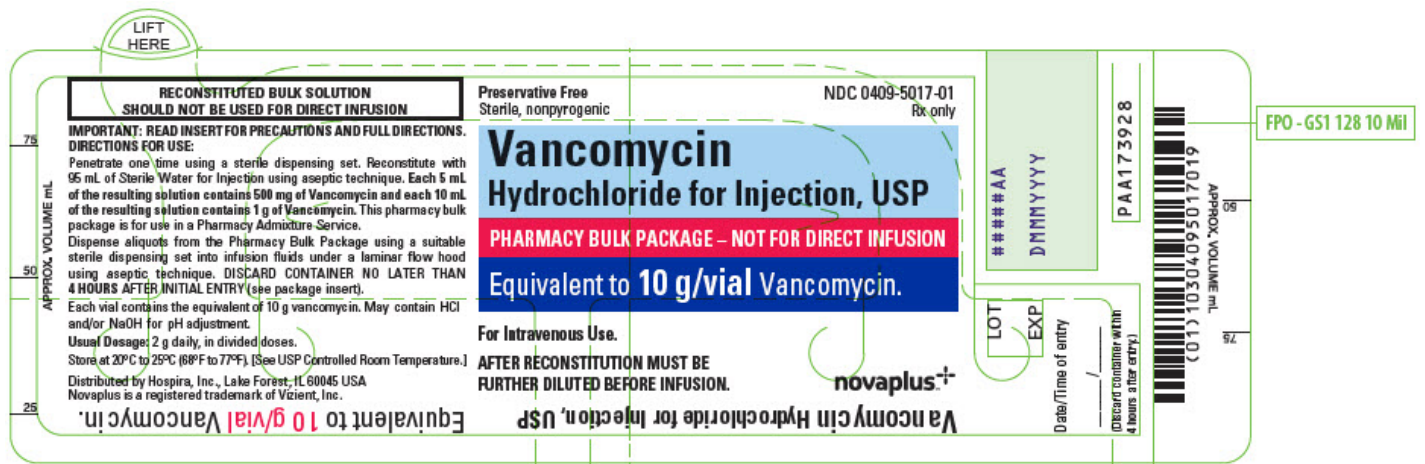 LIFT
HERE
RECONSTITUTED BULK SOLUTION
SHOULD NOT BE USED FOR DIRECT INFUSION
IMPORTANT: READ INSERT FOR PRECAUTIONS AND FULL DIRECTIONS.
DIRECTIONS FOR USE:
Penetrate one time using a sterile dispensing set. Reconstitute with
95 mL of Sterile Water for Injection using aseptic technique. Each 5 mL
of the resulting solution contains 500 mg of Vancomycin and each 10 mL
of the resulting solution contains 1 g of Vancomycin. This pharmacy bulk
package is for use in a Pharmacy Admixture Service.
Dispense aliquots from the Pharmacy Bulk Package using a suitable
sterile dispensing set into infusion fluids under a laminar flow hood
using aseptic technique. DISCARD CONTAINER NO LATER THAN
4 HOURS AFTER INITIAL ENTRY (see package insert).
Each vial contains the equivalent of 10 g vancomycin. May contain HCl
and/or NaOH for pH adjustment.
Usual Dosage: 2 g daily, in divided doses.
Store at 20°C to 25°C (68°F to 77°F). [See USP Controlled Room Temperature.]
Distributed by Hospira, Inc., Lake Forest, IL 60045 USA
Novaplus is a registered trademark of Vizient, Inc.
Equivalent to 10 g/vial Vancomycin.
75
50
25
APPROX. VOLUME mL
Preservative Free
Sterile, nonpyrogenic
NDC 0409-5017-01
Rx only
Vancomycin
Hydrochloride for Injection, USP
PHARMACY BULK PACKAGE – NOT FOR DIRECT INFUSION
Equivalent to 10 g/vial Vancomycin.
For Intravenous Use.
AFTER RECONSTITUTION MUST BE
FURTHER DILUTED BEFORE INFUSION.
novaplus™
Vancomycin Hydrochloride for Injection, USP
LOT
######AA
EXP
DMMMYYYY
Date/Time of entry
______/______
(Discard container within
4 hours after entry.)
PAA173928
(01)10304095017019
APPROX. VOLUME mL
50
75
FPO - GS1 128 10 Mil